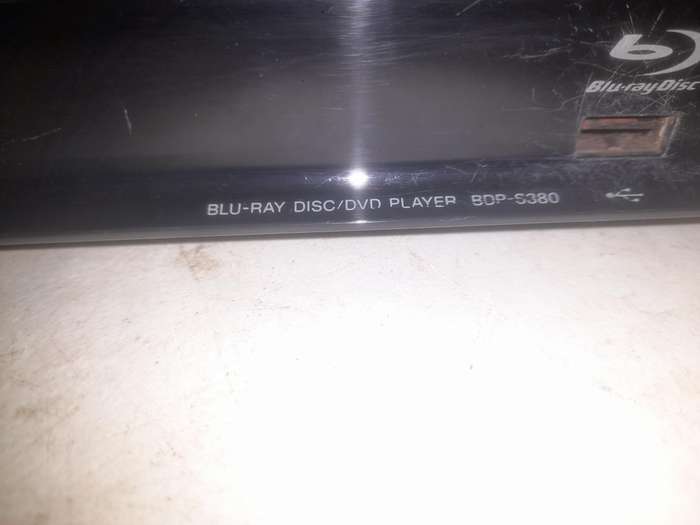 Blu-ray Disc
BLU-RAY DISC/DVD PLAYER BDP-S380